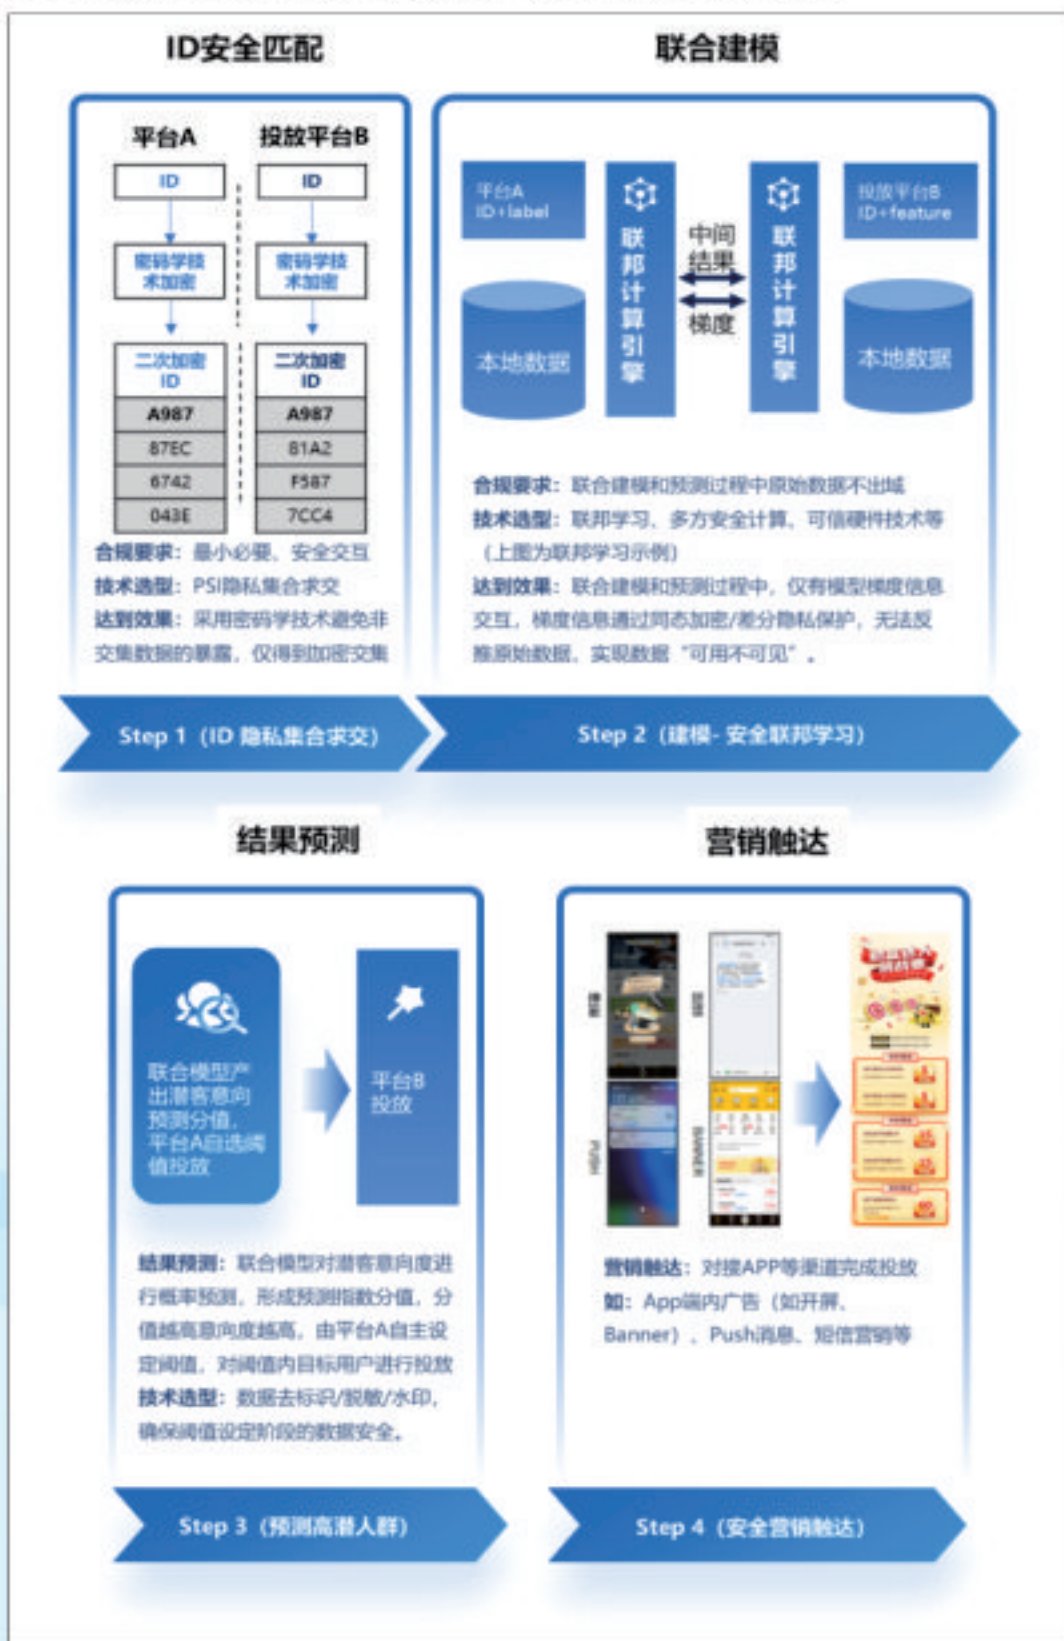 ID安全匹配
联合建模
平台A
投放平台B
ID
ID
密码学技
术加密
密码学技
术加密
二次加密
ID
二次加密
ID
A987
A987
87EC
81A2
6742
F587
043E
7CC4
合规要求：最小必要、安全交互
技术选型：PSI隐私集合求交
达到效果：采用密码学技术避免非
交集数据的暴露，仅得到加密交集
平台A
ID+label
联邦计算引擎
中间
结果
梯度
联邦计算引擎
投放平台B
ID+feature
本地数据
本地数据
合规要求：联合建模和预测过程中原始数据不出域
技术选型：联邦学习、多方安全计算，可信硬件技术等
（上图为联邦学习示例）
达到效果：联合建模和预测过程中，仅有模型梯度信息
交互，梯度信息通过同态加密/差分隐私保护，无法反
推原始数据，实现数据“可用不可见”。
Step 1（ID 隐私集合求交）
Step 2（建模- 安全联邦学习）
结果预测
营销触达
联合模型产
出潜客意向
预测分值，
平台A自选阈
值投放
平台B
投放
PUSH
BANNER
结果预测：联合模型对潜客意向度进
行概率预测，形成预测指数分值，分
值越高意向度越高，由平台A自主设
定阈值，对阈值内目标用户进行投放
技术选型：数据去标识/脱敏/水印，
确保阈值设定阶段的数据安全。
营销触达：对接APP等渠道完成投放
如：App端内广告（如开屏、
Banner）、Push消息、短信营销等
Step 3（预测高潜人群）
Step 4（安全营销触达）